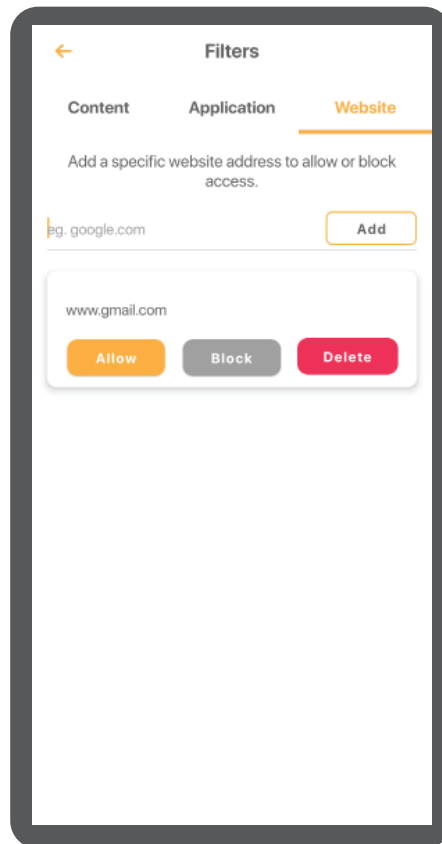 Filters
Content Application Website
Add a specific website address to allow or block
access.
eg. google.com Add
www.gmail.com
Allow Block Delete